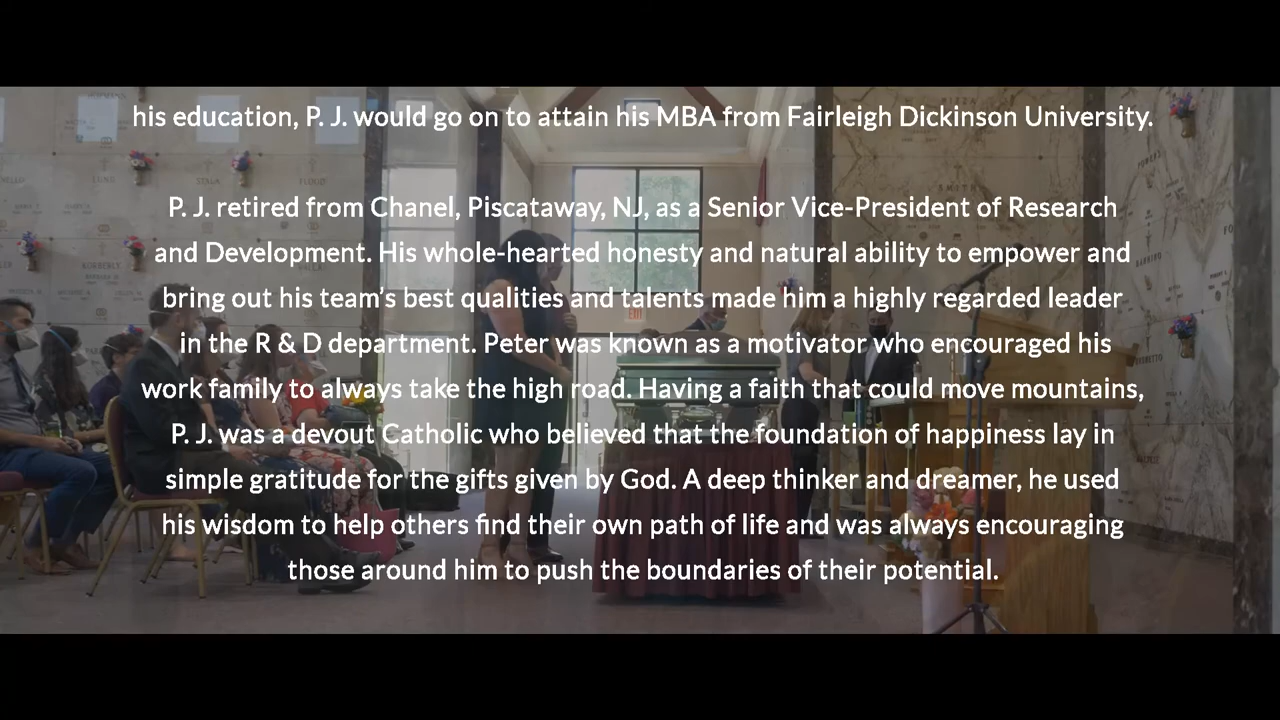 his education, P. J. would go on to attain his MBA from Fairleigh Dickinson University.
P. J. retired from Chanel, Piscataway, NJ, as a Senior Vice-President of Research
and Development. His whole-hearted honesty and natural ability to empower and
bring out his team’s best qualities and talents made him a highly regarded leader
in the R & D department. Peter was known as a motivator who encouraged his
work family to always take the high road. Having a faith that could move mountains,
P. J. was a devout Catholic who believed that the foundation of happiness lay in
simple gratitude for the gifts given by God. A deep thinker and dreamer, he used
his wisdom to help others find their own path of life and was always encouraging
those around him to push the boundaries of their potential.
STALA
SMITH
EXIT